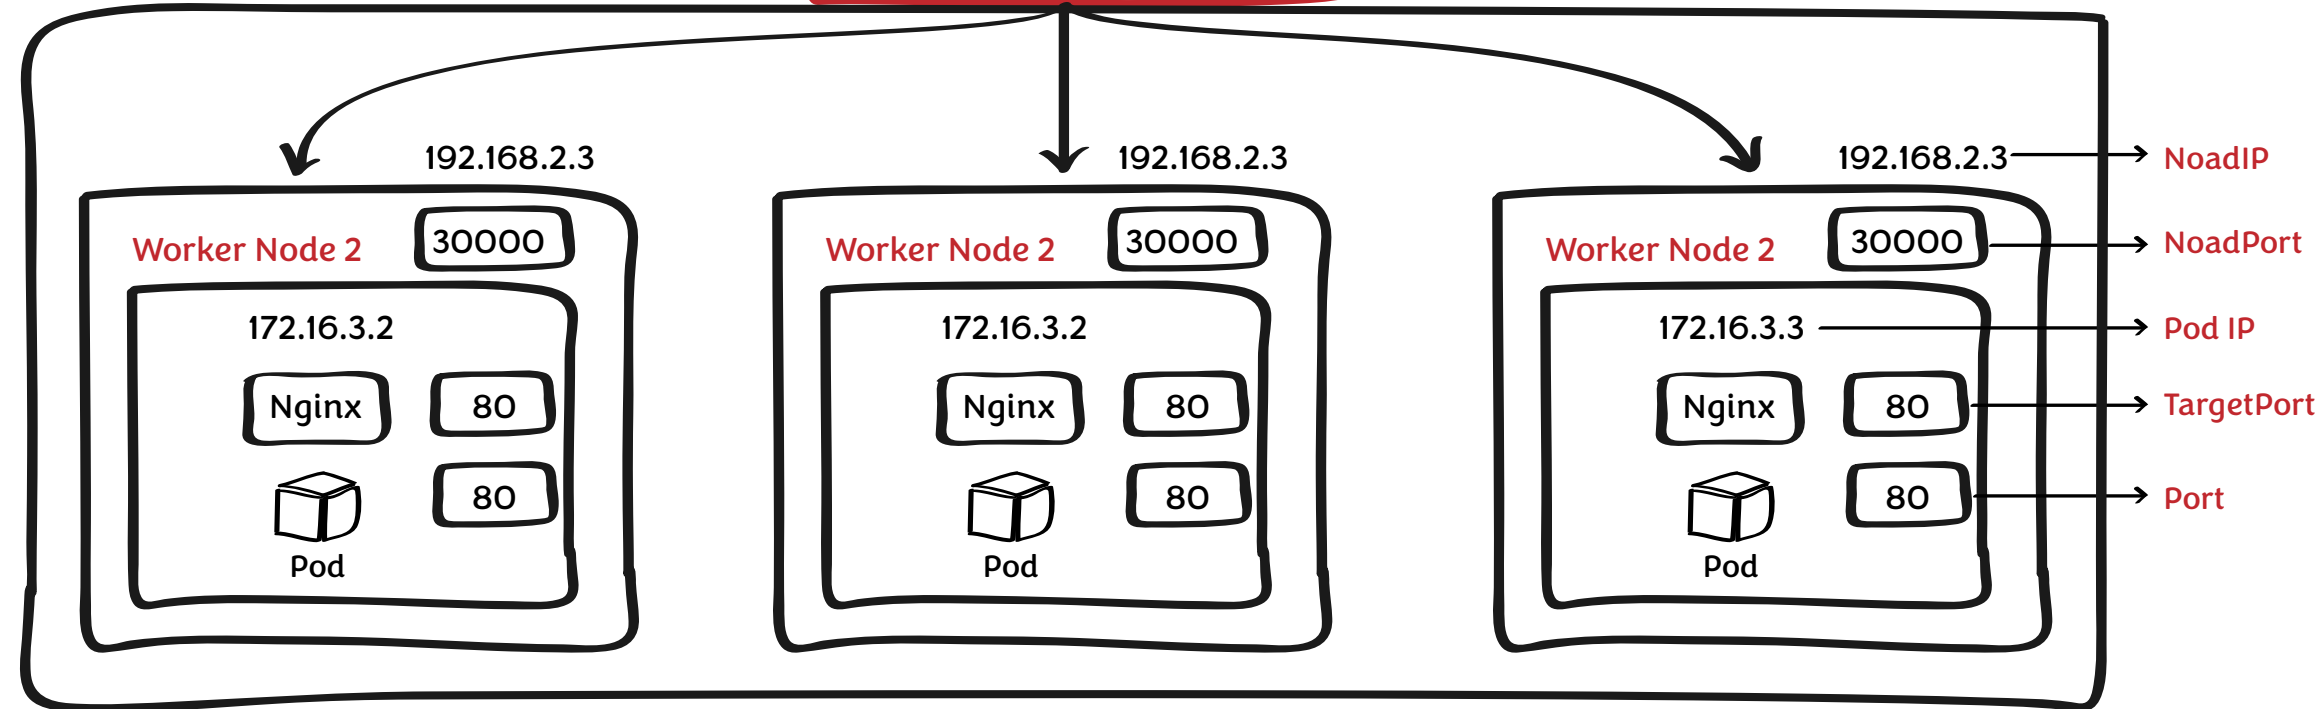 192.168.2.3
192.168.2.3
192.168.2.3
NoadIP
Worker Node 2
30000
Worker Node 2
30000
Worker Node 2
30000
NoadPort
172.16.3.2
172.16.3.2
172.16.3.3
Pod IP
Nginx
80
Nginx
80
Nginx
80
TargetPort
80
80
80
Port
Pod
Pod
Pod